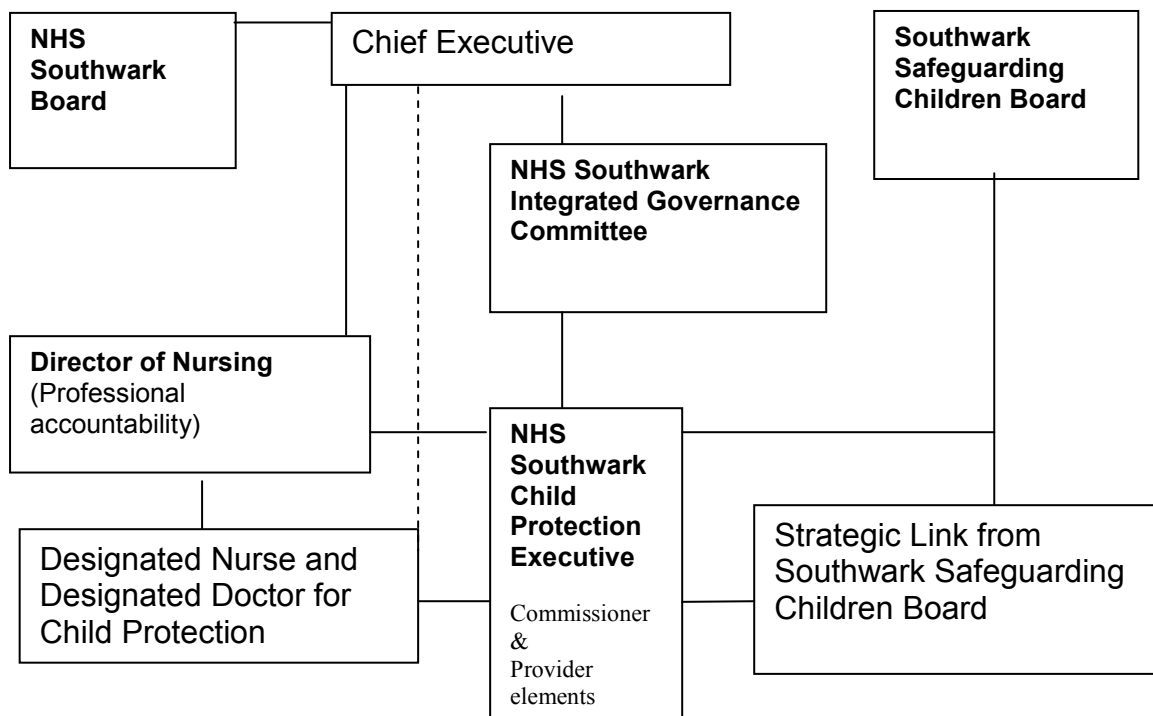 NHS
Southwark
Board
Chief Executive
Southwark
Safeguarding
Children Board
NHS Southwark
Integrated Governance
Committee
Director of Nursing
(Professional
accountability)
NHS
Southwark
Child
Protection
Executive
Commissioner
&
Provider
elements
Designated Nurse and
Designated Doctor for
Child Protection
Strategic Link from
Southwark Safeguarding
Children Board